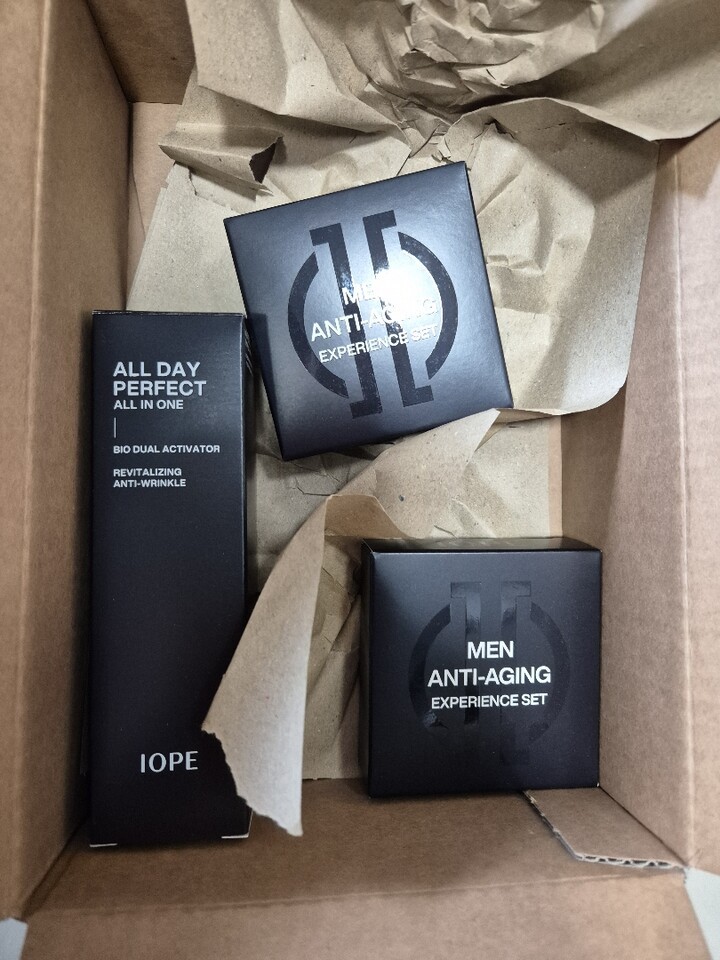 MEN
ANTI-AGING
EXPERIENCE SET
ALL DAY
PERFECT
ALL IN ONE
BIO DUAL ACTIVATOR
REVITALIZING
ANTI-WRINKLE
IOPE
MEN
ANTI-AGING
EXPERIENCE SET